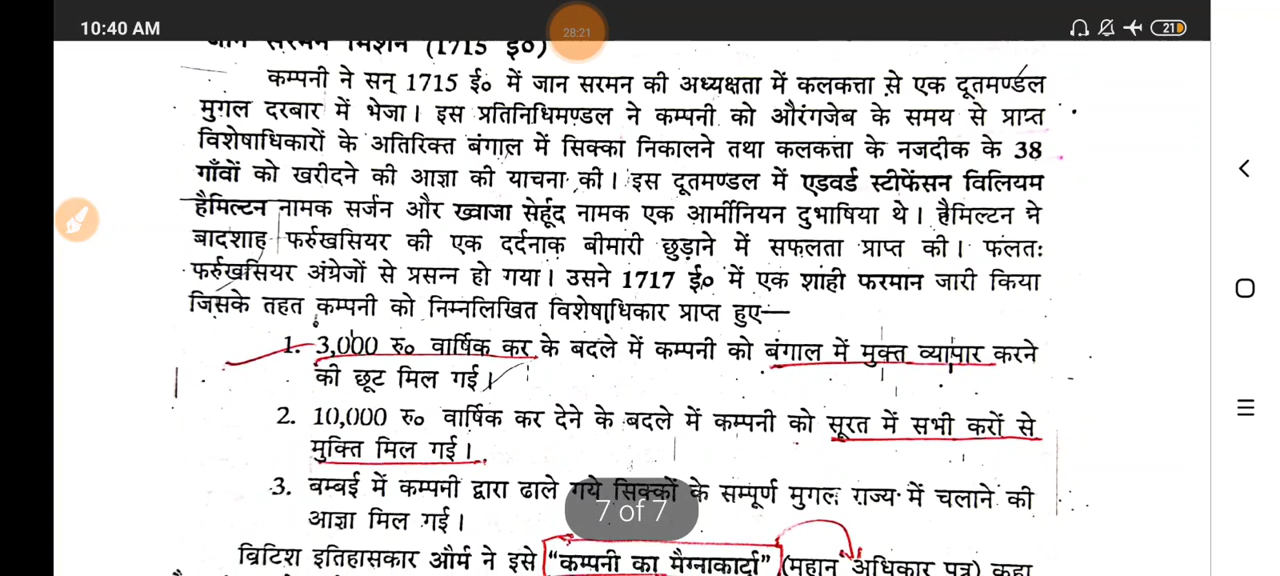 10:40 AM
28:21
21
जान सरमन मिशन (1715 ई०)
कम्पनी ने सन् 1715 ई० में जान सरमन की अध्यक्षता में कलकत्ता से एक दूतमण्डल
मुगल दरबार में भेजा। इस प्रतिनिधिमण्डल ने कम्पनी को औरंगजेब के समय से प्राप्त
विशेषाधिकारों के अतिरिक्त बंगाल में सिक्का निकालने तथा कलकत्ता के नजदीक के 38
गाँवों को खरीदने की आज्ञा की याचना की। इस दूतमण्डल में एडवर्ड स्टीफेंसन विलियम
हैमिल्टन नामक सर्जन और ख्वाजा सेर्हूद नामक एक आर्मीनियन दुभाषिया थे। हैमिल्टन ने
बादशाह फर्रुखसियर की एक दर्दनाक बीमारी छुड़ाने में सफलता प्राप्त की। फलतः
फर्रुखसियर अंग्रेजों से प्रसन्न हो गया। उसने 1717 ई० में एक शाही फरमान जारी किया
जिसके तहत कम्पनी को निम्नलिखित विशेषाधिकार प्राप्त हुए—
1. 3,000 रु० वार्षिक कर के बदले में कम्पनी को बंगाल में मुक्त व्यापार करने
की छूट मिल गई।
2. 10,000 रु० वार्षिक कर देने के बदले में कम्पनी को सूरत में सभी करों से
मुक्ति मिल गई।
3. बम्बई में कम्पनी द्वारा ढाले गये सिक्कों के सम्पूर्ण मुगल राज्य में चलाने की
7 of 7
आज्ञा मिल गई।
ब्रिटिश इतिहासकार और्म ने इसे "कम्पनी का मैग्नाकार्टा" (महान अधिकार पत्र) कहा